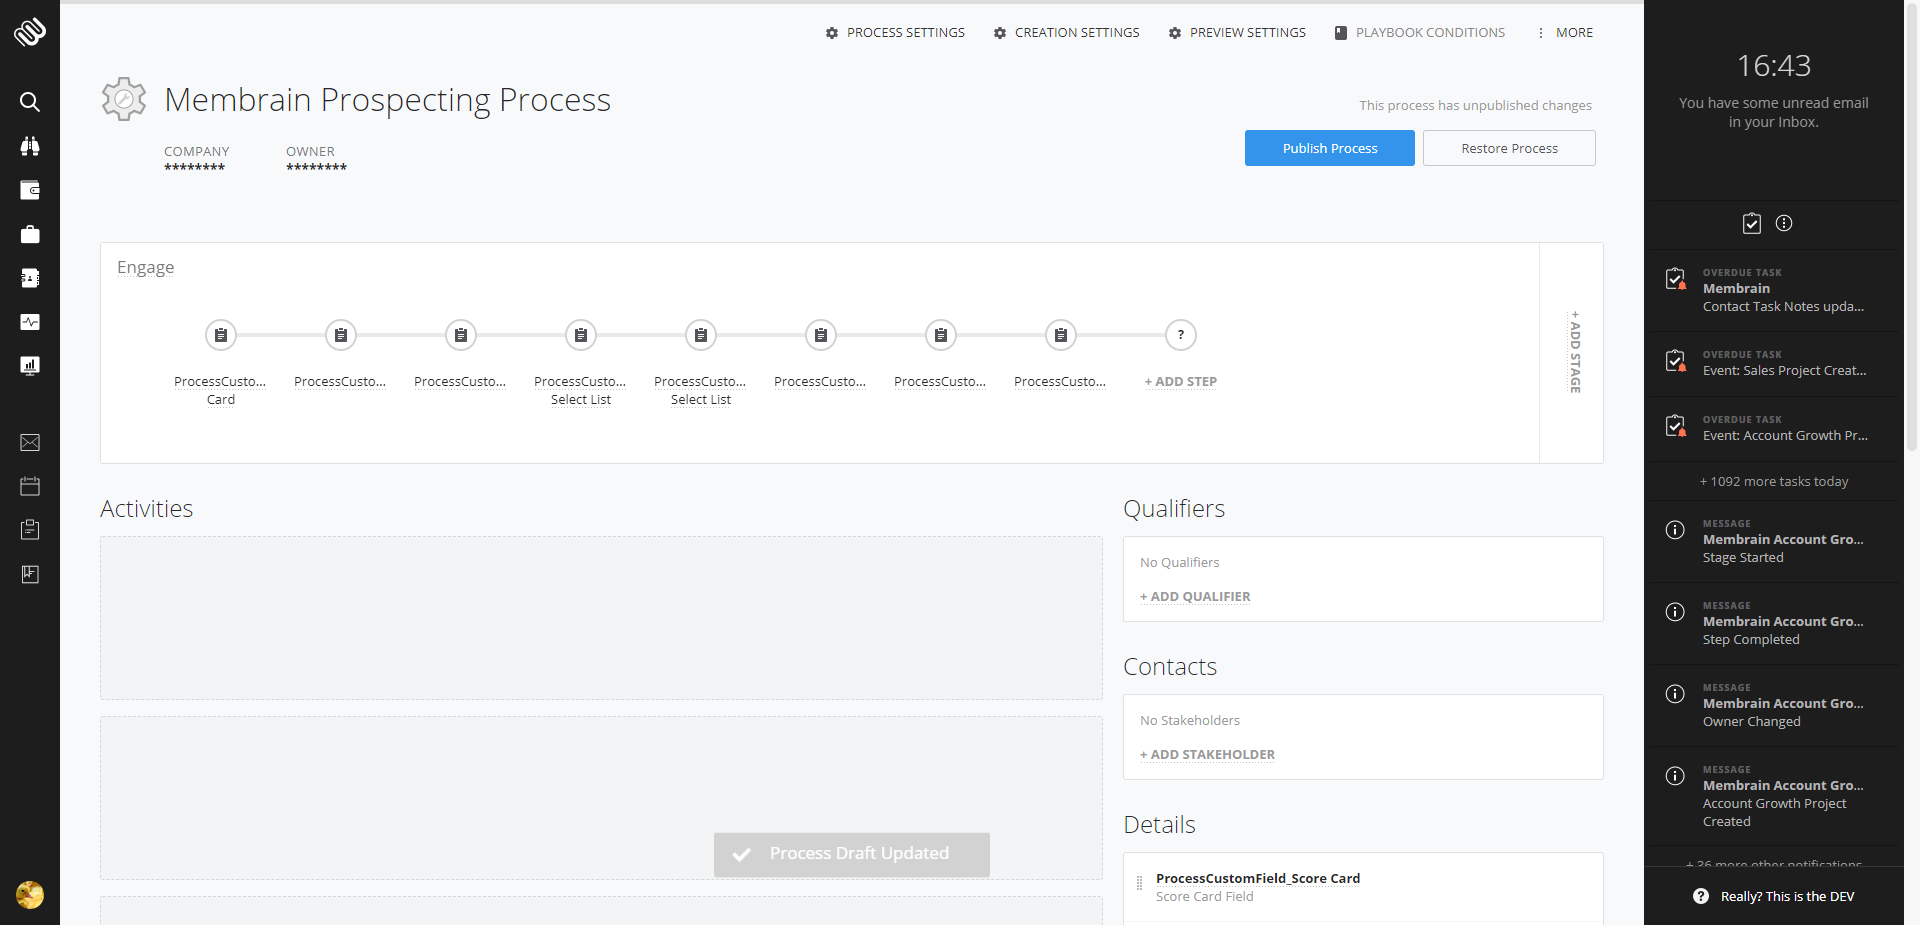 PROCESS SETTINGS
CREATION SETTINGS
PREVIEW SETTINGS
PLAYBOOK CONDITIONS
MORE
Membrain Prospecting Process
COMPANY
********
OWNER
********
This process has unpublished changes
Publish Process
Restore Process
Engage
ProcessCusto...
Card
ProcessCusto...
ProcessCusto...
ProcessCusto...
Select List
ProcessCusto...
Select List
ProcessCusto...
ProcessCusto...
ProcessCusto...
?
+ ADD STEP
+ ADD STAGE
Activities
Process Draft Updated
Qualifiers
No Qualifiers
+ ADD QUALIFIER
Contacts
No Stakeholders
+ ADD STAKEHOLDER
Details
ProcessCustomField_Score Card
Score Card Field
16:43
You have some unread email
in your Inbox.
OVERDUE TASK
Membrain
Contact Task Notes upda...
OVERDUE TASK
Event: Sales Project Creat...
OVERDUE TASK
Event: Account Growth Pr...
+ 1092 more tasks today
MESSAGE
Membrain Account Gro...
Stage Started
MESSAGE
Membrain Account Gro...
Step Completed
MESSAGE
Membrain Account Gro...
Owner Changed
MESSAGE
Membrain Account Gro...
Account Growth Project
Created
+ 36 more other notifications
? Really? This is the DEV